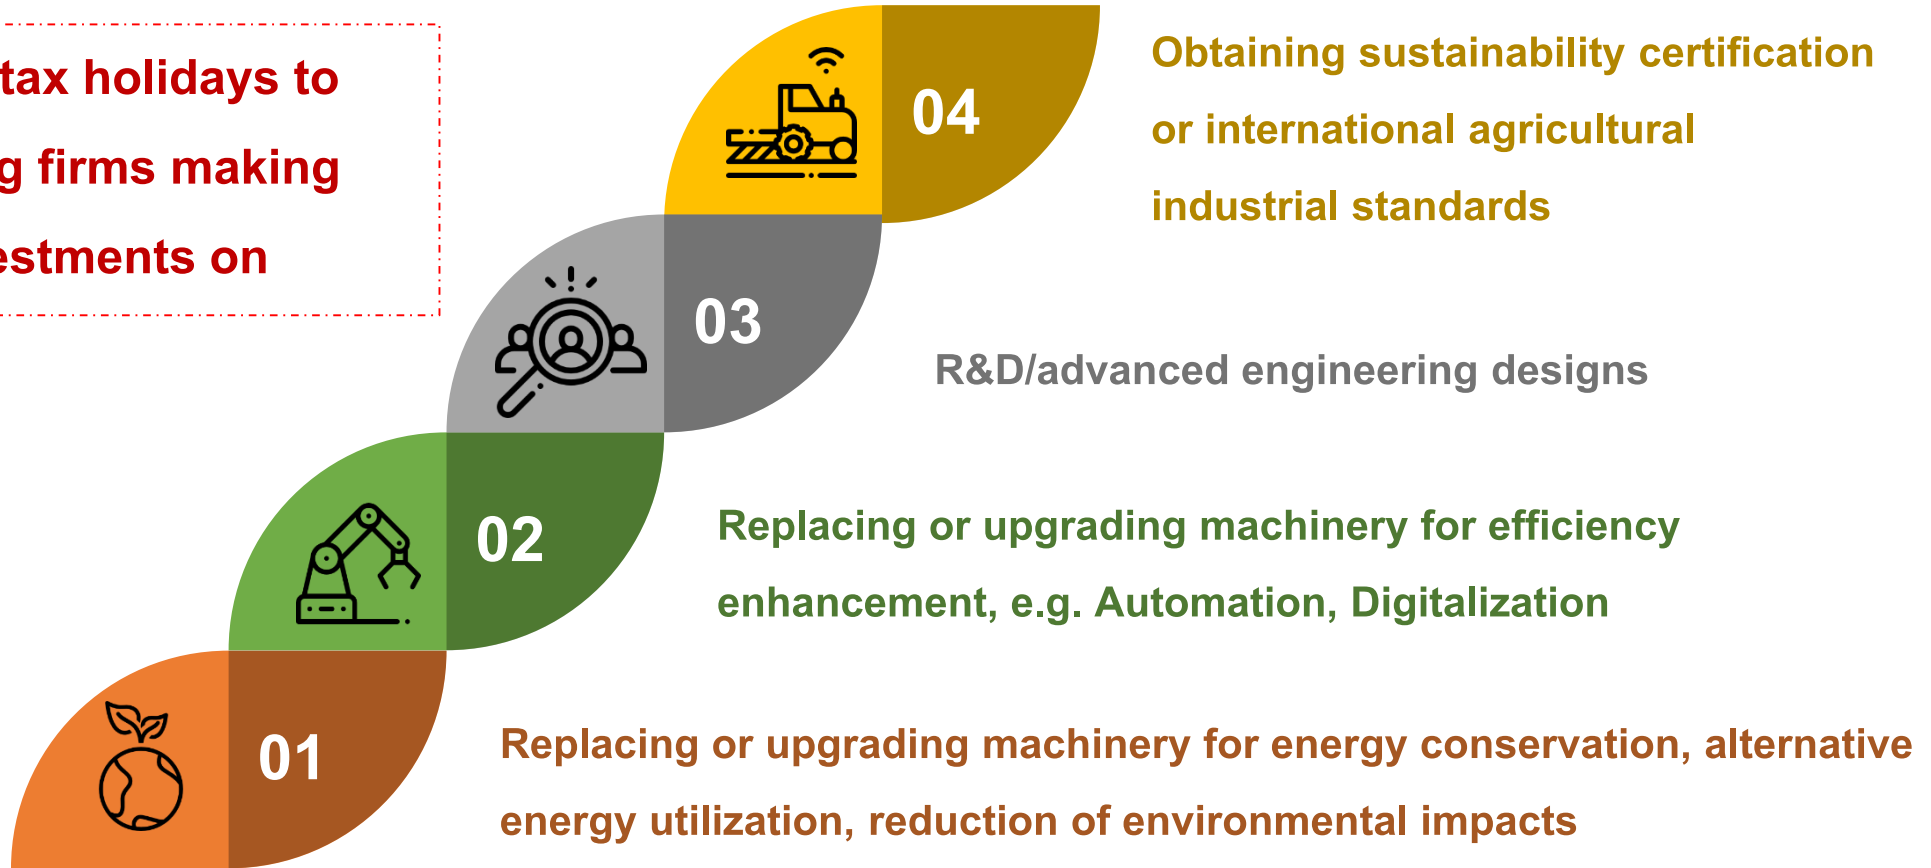 tax holidays to
firms making
on
04
Obtaining sustainability certification
or international agricultural
industrial standards
03
R&D/advanced engineering designs
02
Replacing or upgrading machinery for efficiency
enhancement, e.g. Automation, Digitalization
01
Replacing or upgrading machinery for energy conservation, alternative
energy utilization, reduction of environmental impacts